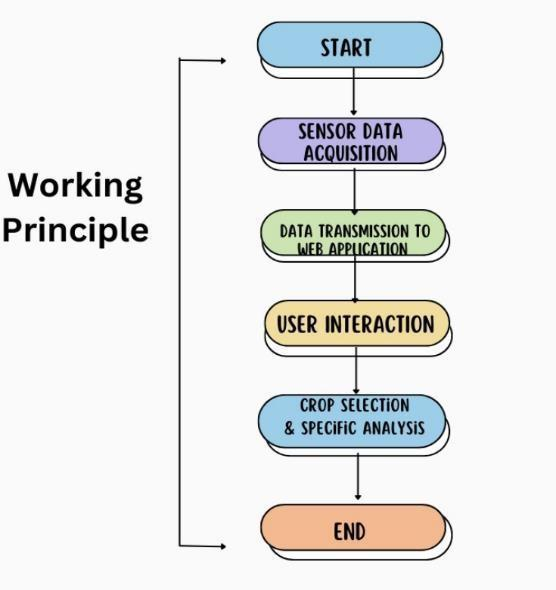 Working
Principle
START
SENSOR DATA
ACQUISITION
DATA TRANSMISSION TO
WEB APPLICATION
USER INTERACTION
CROP SELECTION
& SPECIFIC ANALYSIS
END